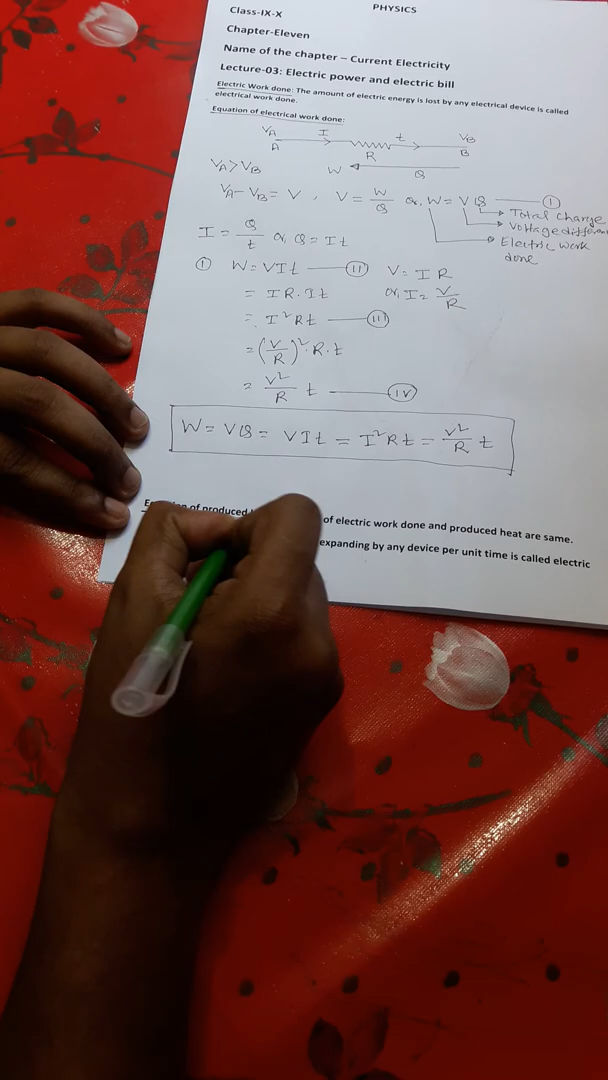 PHYSICS
Class-IX-X
Chapter-Eleven
Name of the chapter – Current Electricity
Lecture-03: Electric power and electric bill
Electric Work done: The amount of electric energy is lost by any electrical device is called
electrical work done.
Equation of electrical work done:
VA I t VB
A R B
VA > VB W Q
VA - VB = V , V = W/Q or, W = VQ (I)
Total charge
Voltage different
Electric work
done
I = Q/t or, Q = It
(I) W = VIt (II) V = IR
= IR.It or, I = V/R
= I²Rt (III)
= (V/R)².R.t
= V²/R t (IV)
W = VQ = VIt = I²Rt = V²/R t
of produced of electric work done and produced heat are same.
expanding by any device per unit time is called electric